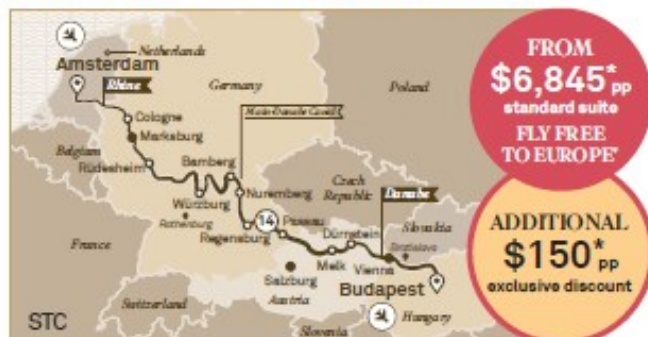 Netherlands
Amsterdam
Rhine
Germany
Poland
Cologne
Main-Danube Canal
Marksburg
Belgium
Rüdesheim
Bamberg
Czech
Republic
Danube
Würzburg
Nuremberg
Rothenburg
14
Passau
Slovakia
Regensburg
Dürnstein
Bratislava
France
Melk
Vienna
Salzburg
Budapest
Austria
Switzerland
Hungary
STC
Slovenia
FROM
$6,845*pp
standard suite
FLY FREE
TO EUROPE*
ADDITIONAL
$150*pp
exclusive discount